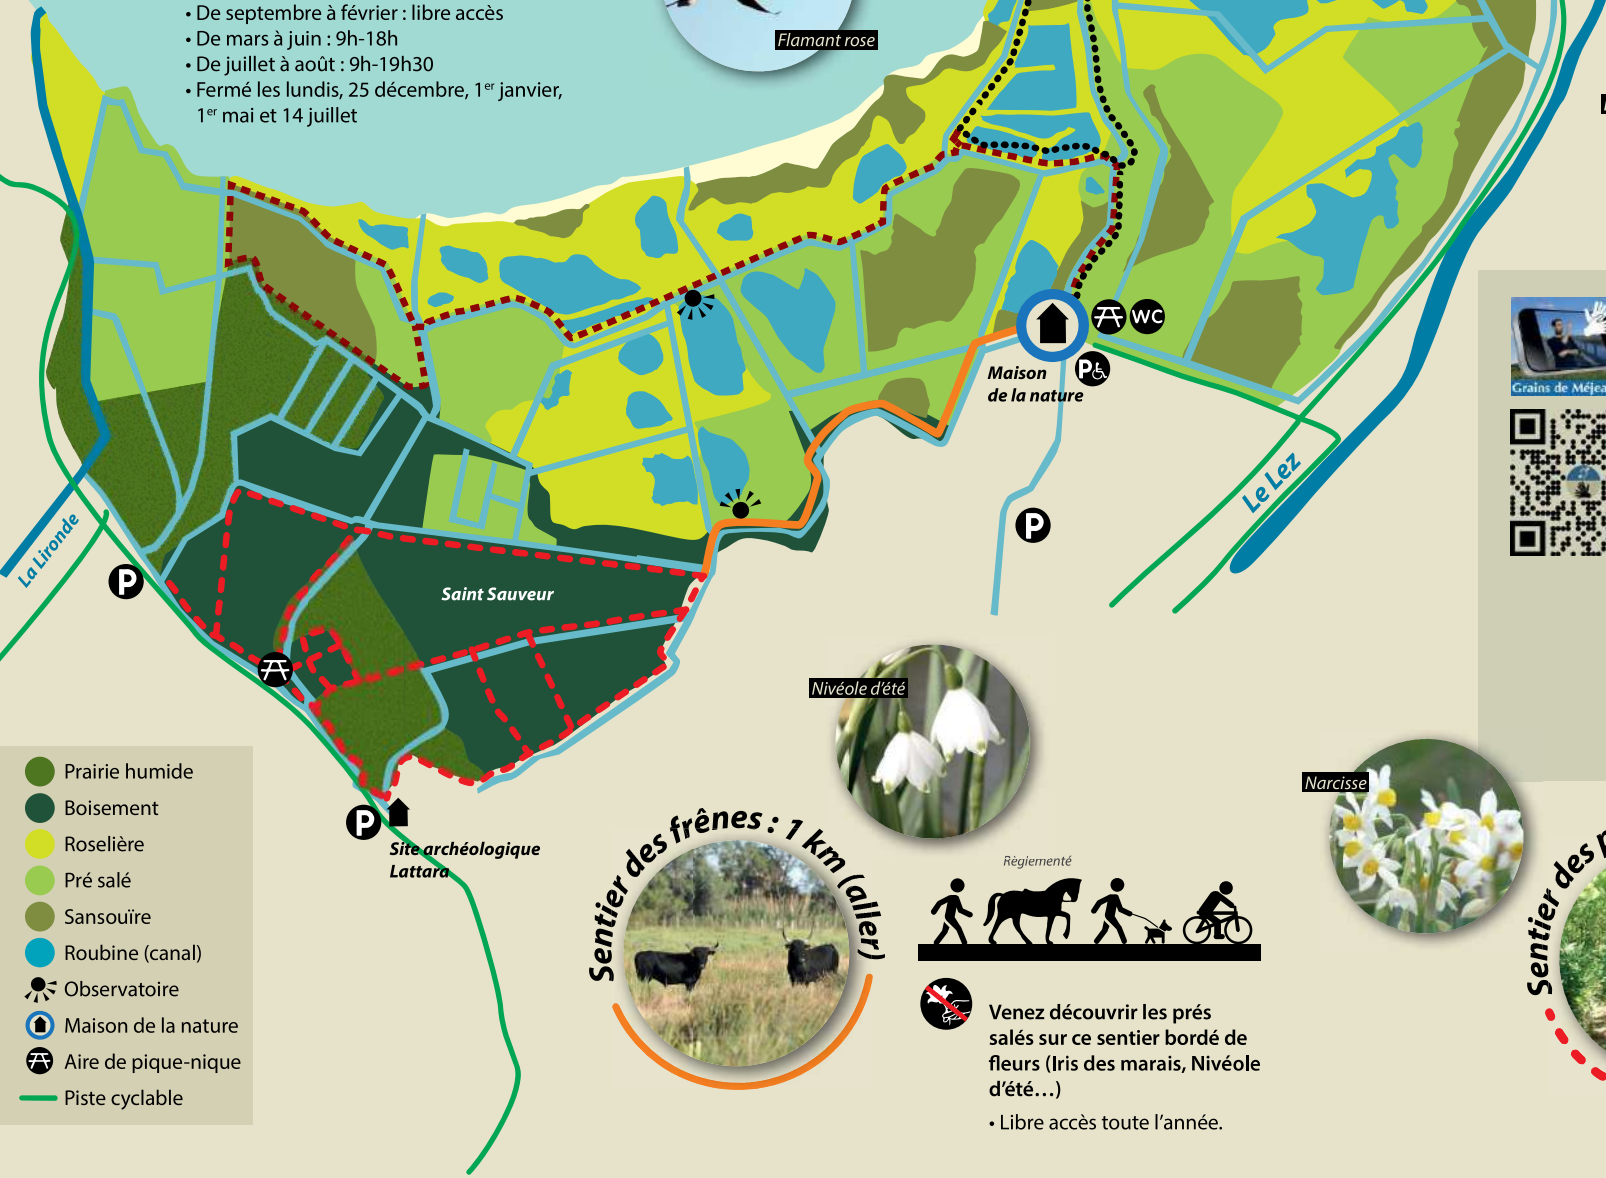 • De septembre à février : libre accès
• De mars à juin : 9h-18h
• De juillet à août : 9h-19h30
• Fermé les lundis, 25 décembre, 1er janvier,
1er mai et 14 juillet
Flamant rose
WC
Maison
de la nature
P
Grains de Méjea
Le Lez
La Lironde
P
P
Saint Sauveur
Nivéole d'été
Narcisse
Prairie humide
Boisement
Roselière
Pré salé
Sansouïre
Roubine (canal)
Observatoire
Maison de la nature
Aire de pique-nique
Piste cyclable
P
Site archéologique
Lattara
Sentier des frênes : 1 km (aller)
Règiementé
Venez découvrir les prés
salés sur ce sentier bordé de
fleurs (Iris des marais, Nivéole
d'été…)
• Libre accès toute l'année.
Sentier des p